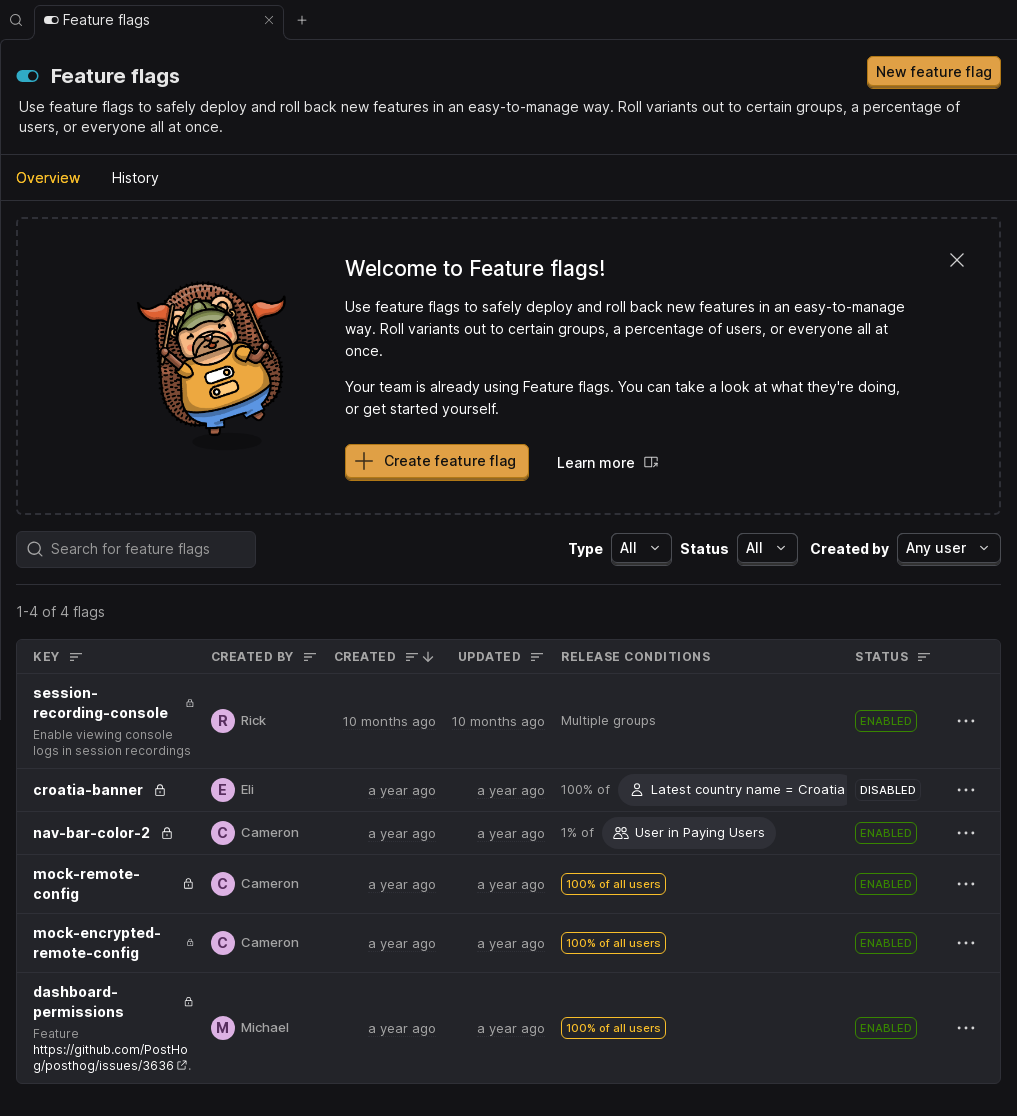 Feature flags
Feature flags
New feature flag
Use feature flags to safely deploy and roll back new features in an easy-to-manage way. Roll variants out to certain groups, a percentage of
users, or everyone all at once.
Overview History
Welcome to Feature flags!
Use feature flags to safely deploy and roll back new features in an easy-to-manage
way. Roll variants out to certain groups, a percentage of users, or everyone all at
once.
Your team is already using Feature flags. You can take a look at what they're doing,
or get started yourself.
Create feature flag Learn more
Search for feature flags Type All Status All Created by Any user
1-4 of 4 flags
KEY CREATED BY CREATED UPDATED RELEASE CONDITIONS STATUS
session-
recording-console
Enable viewing console
logs in session recordings
R Rick 10 months ago 10 months ago Multiple groups ENABLED
croatia-banner E Eli a year ago a year ago 100% of Latest country name = Croatia DISABLED
nav-bar-color-2 C Cameron a year ago a year ago 1% of User in Paying Users ENABLED
mock-remote-
config
C Cameron a year ago a year ago 100% of all users ENABLED
mock-encrypted-
remote-config
C Cameron a year ago a year ago 100% of all users ENABLED
dashboard-
permissions
Feature
https://github.com/PostHo
g/posthog/issues/3636.
M Michael a year ago a year ago 100% of all users ENABLED